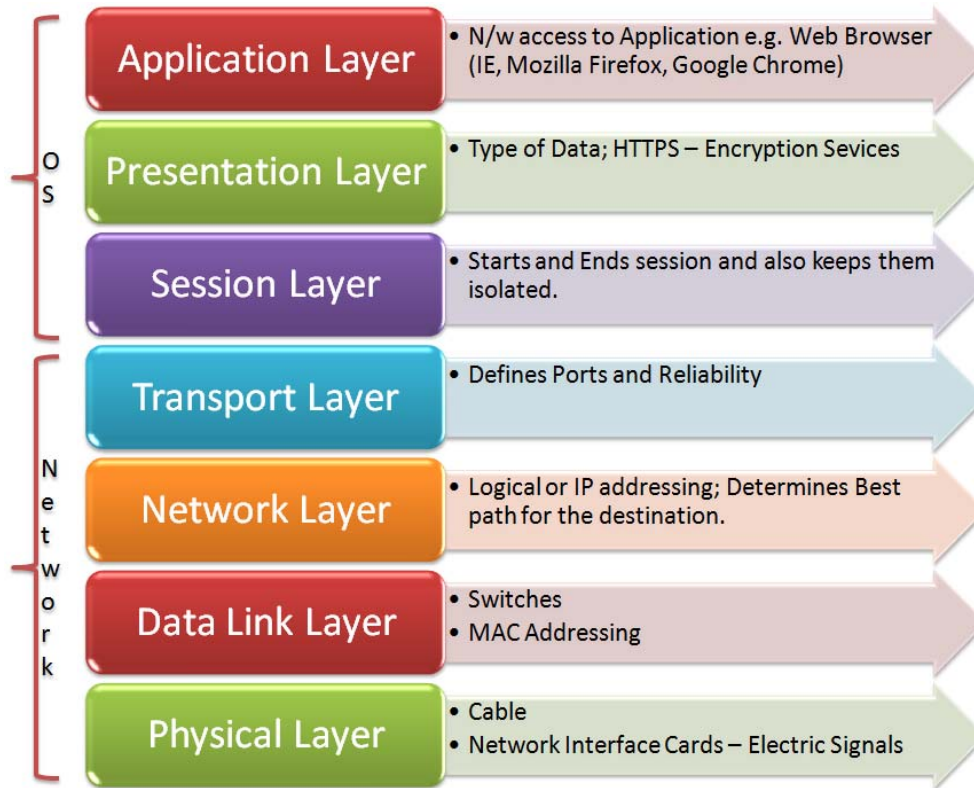 OS
Application Layer
• N/w access to Application e.g. Web Browser
(IE, Mozilla Firefox, Google Chrome)
Presentation Layer
• Type of Data; HTTPS – Encryption Sevices
Session Layer
• Starts and Ends session and also keeps them
isolated.
Network
Transport Layer
• Defines Ports and Reliability
Network Layer
• Logical or IP addressing; Determines Best
path for the destination.
Data Link Layer
• Switches
• MAC Addressing
Physical Layer
• Cable
• Network Interface Cards – Electric Signals